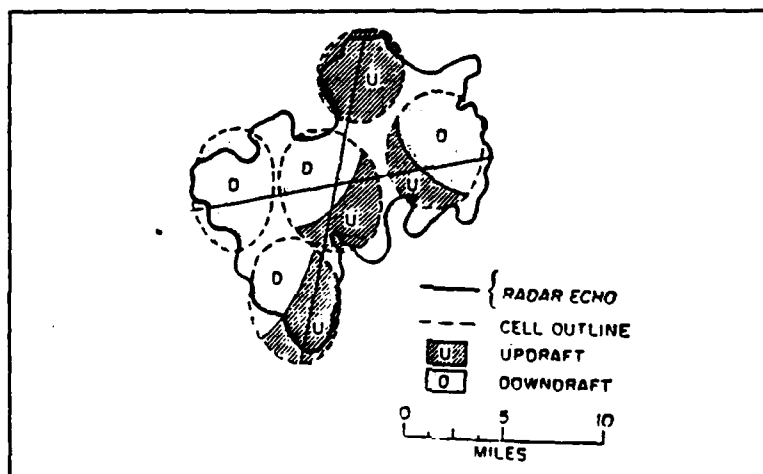 U
D
D
D
U
U
D
U
RADAR ECHO
CELL OUTLINE
U UPDRAFT
D DOWNDRAFT
0 5 10
MILES